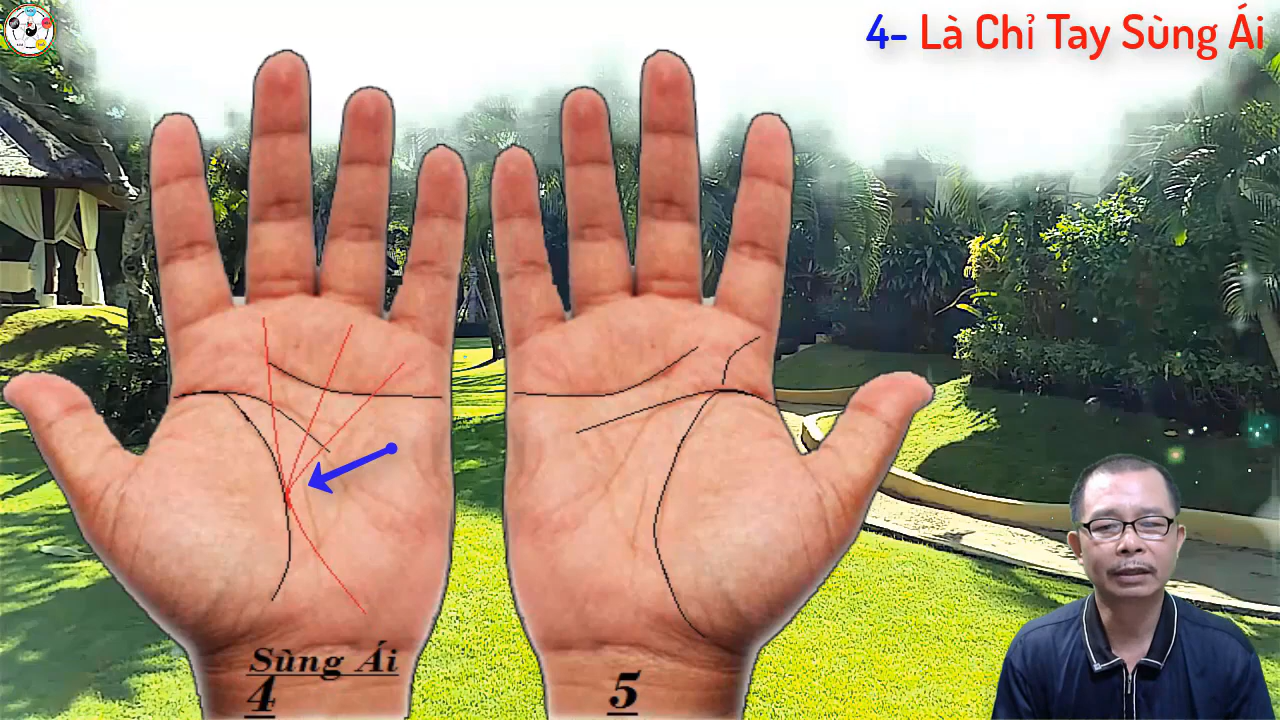 4- Là Chỉ Tay Sùng Ái
Sùng Ái
4
5